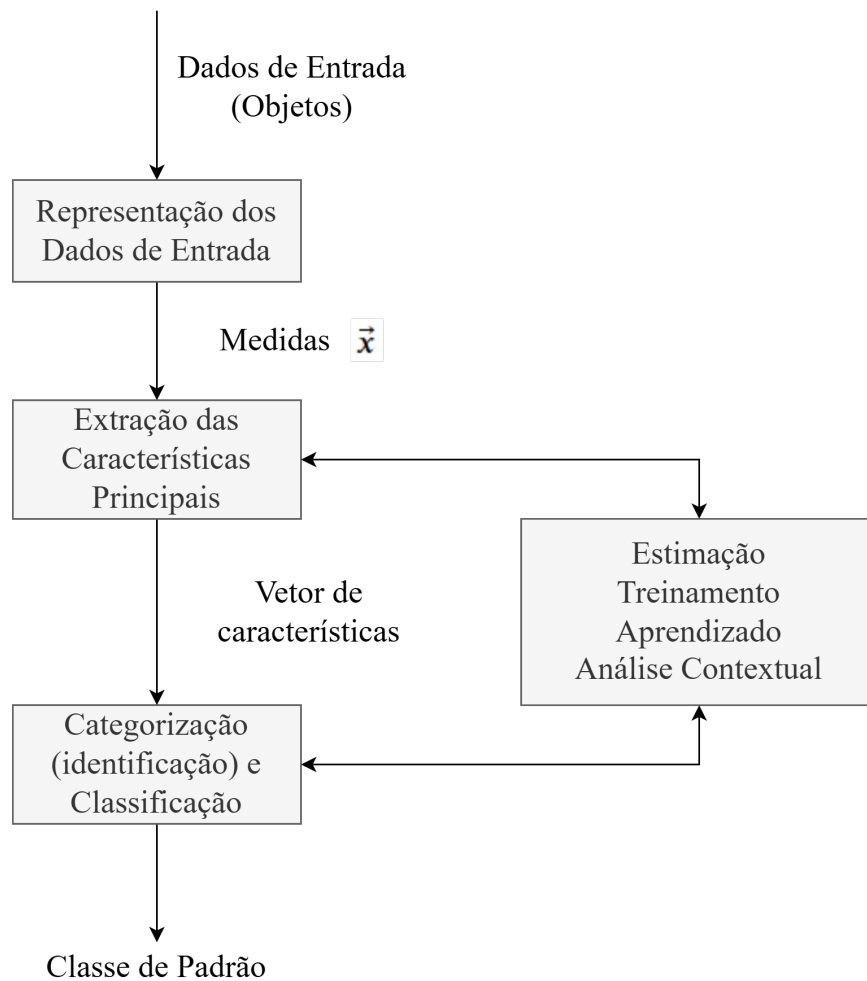 Dados de Entrada
(Objetos)
Representação dos
Dados de Entrada
Medidas x⃗
Extração das
Características
Principais
Estimação
Treinamento
Aprendizado
Análise Contextual
Vetor de
características
Categorização
(identificação) e
Classificação
Classe de Padrão